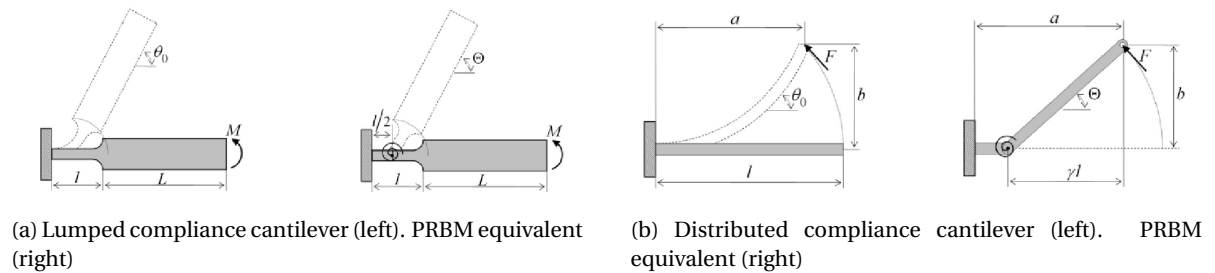 θ0
M
l
L
Θ
l/2
M
l
L
a
F
b
θ0
l
a
F
b
Θ
γl
(a) Lumped compliance cantilever (left). PRBM equivalent
(right)
(b) Distributed compliance cantilever (left). PRBM
equivalent (right)